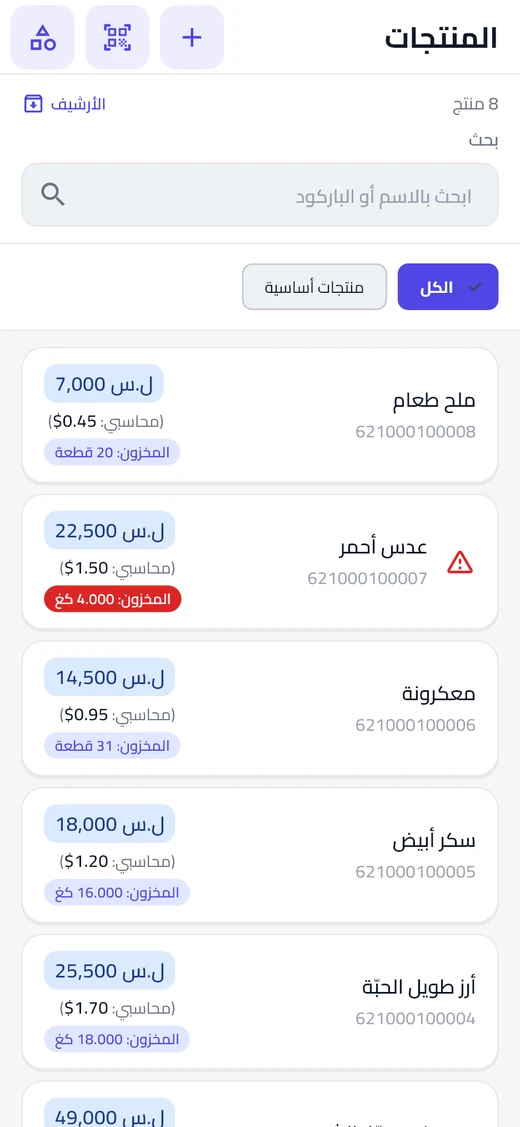 المنتجات
8 منتج
الأرشيف
بحث
ابحث بالاسم أو الباركود
الكل
منتجات أساسية
ملح طعام
621000100008
7,000 ل.س
(محاسبي: $0.45)
المخزون: 20 قطعة
عدس أحمر
621000100007
22,500 ل.س
(محاسبي: $1.50)
المخزون: 4.000 كغ
معكرونة
621000100006
14,500 ل.س
(محاسبي: $0.95)
المخزون: 31 قطعة
سكر أبيض
621000100005
18,000 ل.س
(محاسبي: $1.20)
المخزون: 16.000 كغ
أرز طويل الحبّة
621000100004
25,500 ل.س
(محاسبي: $1.70)
المخزون: 18.000 كغ
49,000 ل.س